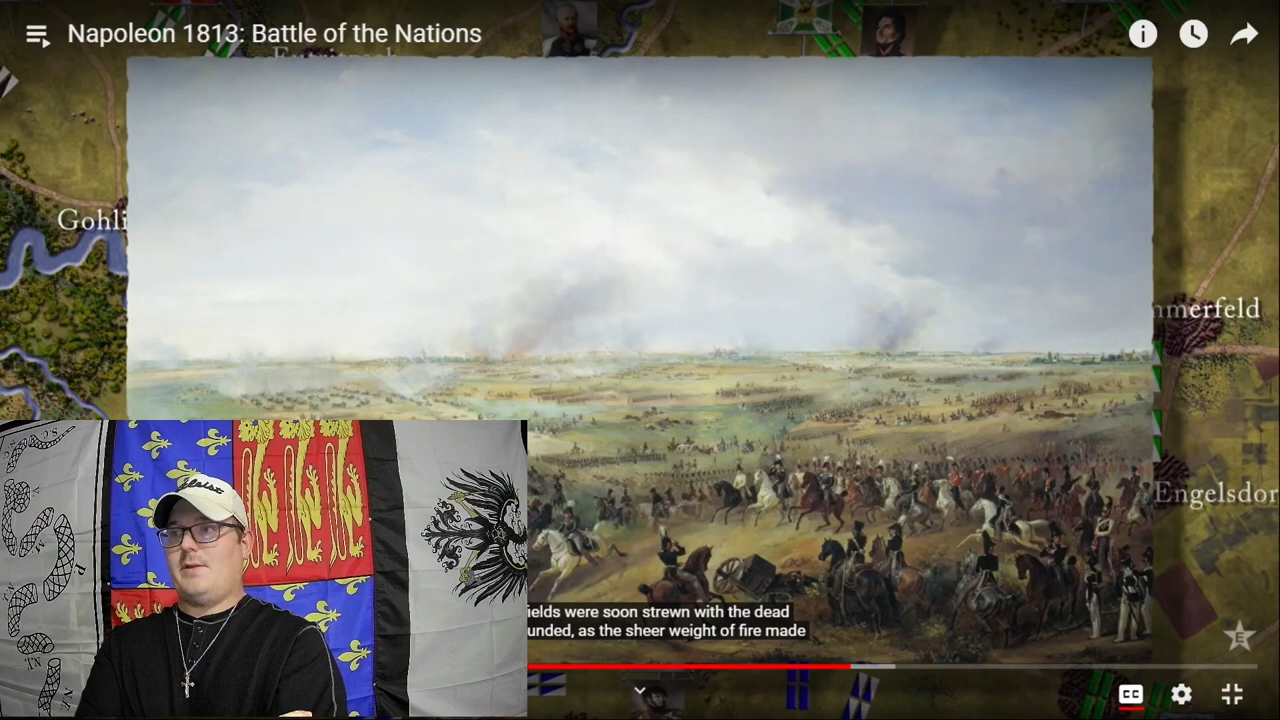 Napoleon 1813: Battle of the Nations
Gohli
mmerfeld
Engelsdor
ields were soon strewn with the dead
unded, as the sheer weight of fire made
CC
E